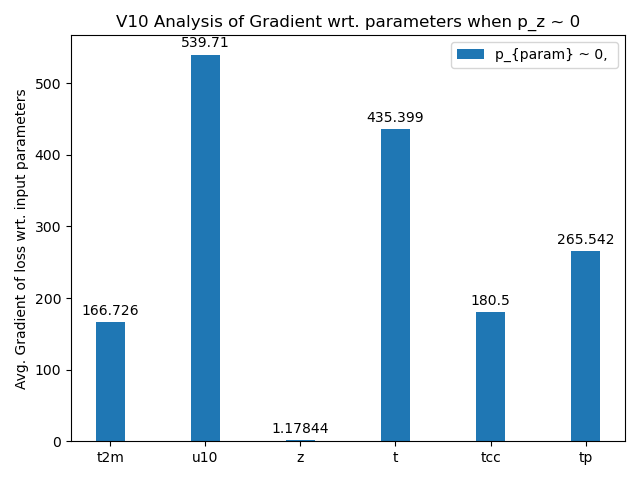 V10 Analysis of Gradient wrt. parameters when p_z ~ 0
Avg. Gradient of loss wrt. input parameters
p_{param} ~ 0,
500
400
300
200
100
0
166.726
539.71
1.17844
435.399
180.5
265.542
t2m
u10
z
t
tcc
tp